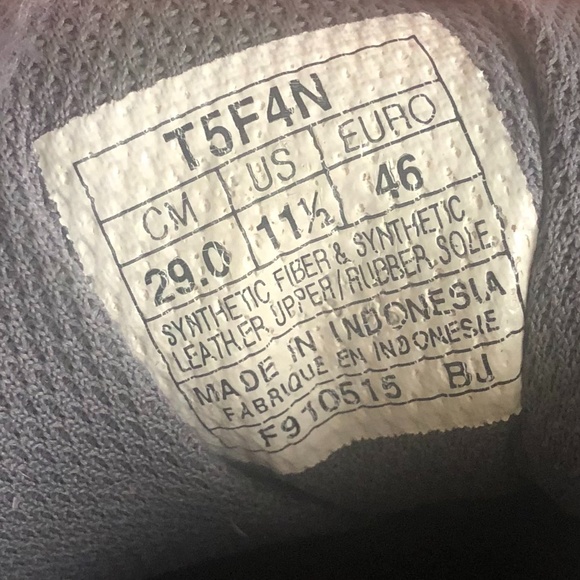 T5F4N
CM US EURO
29.0 11½ 46
SYNTHETIC FIBER & SYNTHETIC
LEATHER UPPER/RUBBER SOLE
MADE IN INDONESIA
FABRIQUE EN INDONESIE
F910515 BJ